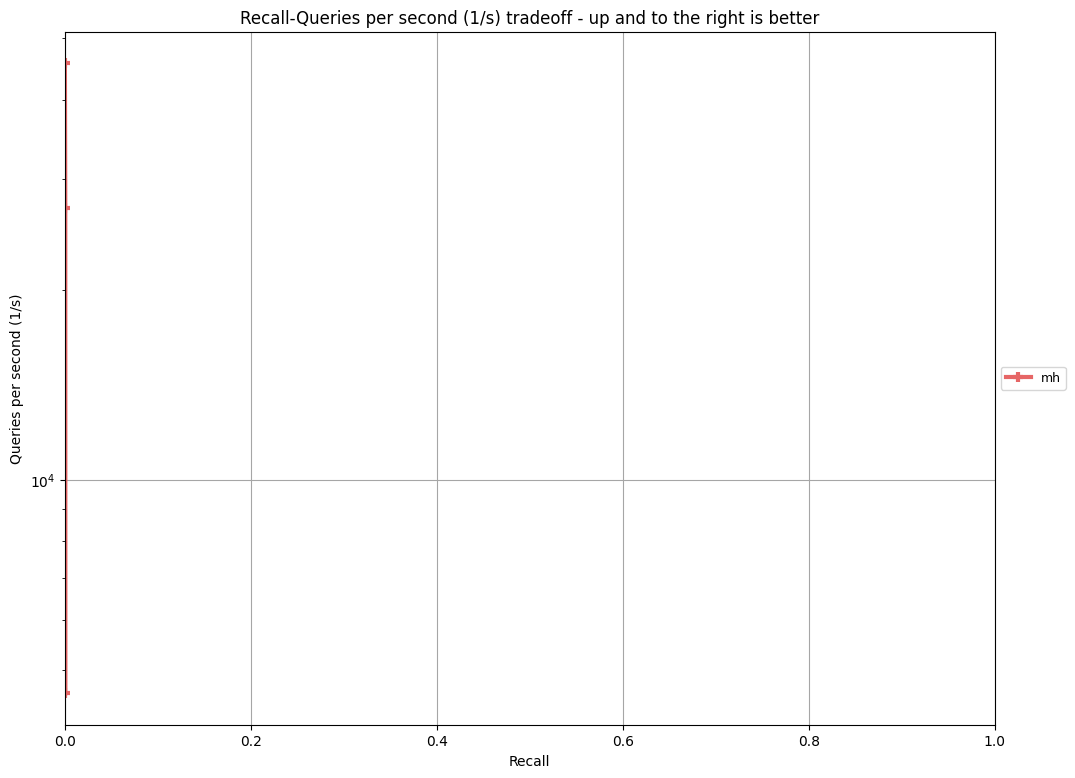 Recall-Queries per second (1/s) tradeoff - up and to the right is better
Queries per second (1/s)
10⁴
mh
0.0 0.2 0.4 0.6 0.8 1.0
Recall